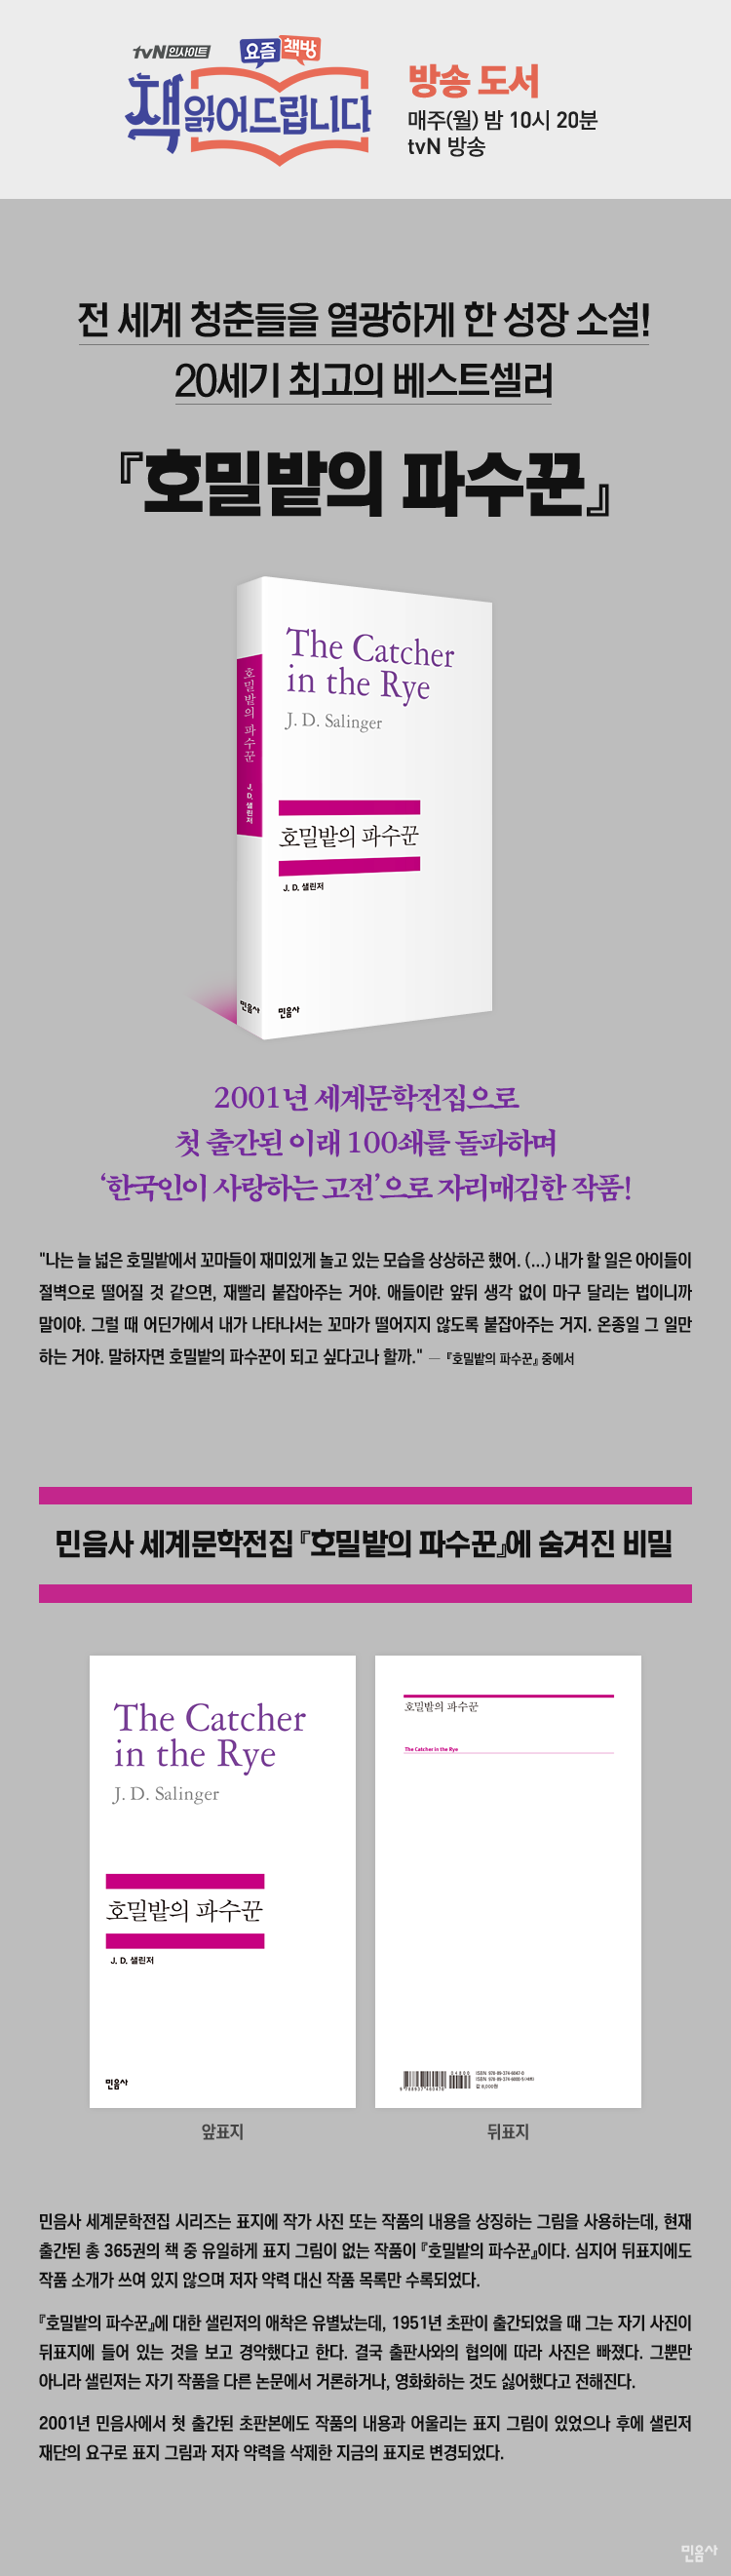 tvN 인사이트
요즘 책방
책 읽어드립니다
방송 도서
매주(월) 밤 10시 20분
tvN 방송
전 세계 청춘들을 열광하게 한 성장 소설!
20세기 최고의 베스트셀러
『호밀밭의 파수꾼』
The Catcher
in the Rye
J. D. Salinger
호밀밭의 파수꾼
J. D. 샐린저
호밀밭의 파수꾼
J. D. 샐린저
민음사
민음사
2001년 세계문학전집으로
첫 출간된 이래 100쇄를 돌파하며
‘한국인이 사랑하는 고전’으로 자리매김한 작품!
"나는 늘 넓은 호밀밭에서 꼬마들이 재미있게 놀고 있는 모습을 상상하곤 했어. (...) 내가 할 일은 아이들이
절벽으로 떨어질 것 같으면, 재빨리 붙잡아주는 거야. 애들이란 앞뒤 생각 없이 마구 달리는 법이니까
말이야. 그럴 때 어딘가에서 내가 나타나서는 꼬마가 떨어지지 않도록 붙잡아주는 거지. 온종일 그 일만
하는 거야. 말하자면 호밀밭의 파수꾼이 되고 싶다고나 할까." — 『호밀밭의 파수꾼』 중에서
민음사 세계문학전집 『호밀밭의 파수꾼』에 숨겨진 비밀
The Catcher
in the Rye
J. D. Salinger
호밀밭의 파수꾼
J. D. 샐린저
민음사
호밀밭의 파수꾼
The Catcher in the Rye
앞표지
뒤표지
민음사 세계문학전집 시리즈는 표지에 작가 사진 또는 작품의 내용을 상징하는 그림을 사용하는데, 현재
출간된 총 365권의 책 중 유일하게 표지 그림이 없는 작품이 『호밀밭의 파수꾼』이다. 심지어 뒤표지에도
작품 소개가 쓰여 있지 않으며 저자 약력 대신 작품 목록만 수록되었다.
『호밀밭의 파수꾼』에 대한 샐린저의 애착은 유별났는데, 1951년 초판이 출간되었을 때 그는 자기 사진이
뒤표지에 들어 있는 것을 보고 경악했다고 한다. 결국 출판사와의 협의에 따라 사진은 빠졌다. 그뿐만
아니라 샐린저는 자기 작품을 다른 논문에서 거론하거나, 영화화하는 것도 싫어했다고 전해진다.
2001년 민음사에서 첫 출간된 초판본에도 작품의 내용과 어울리는 표지 그림이 있었으나 후에 샐린저
재단의 요구로 표지 그림과 저자 약력을 삭제한 지금의 표지로 변경되었다.
민음사